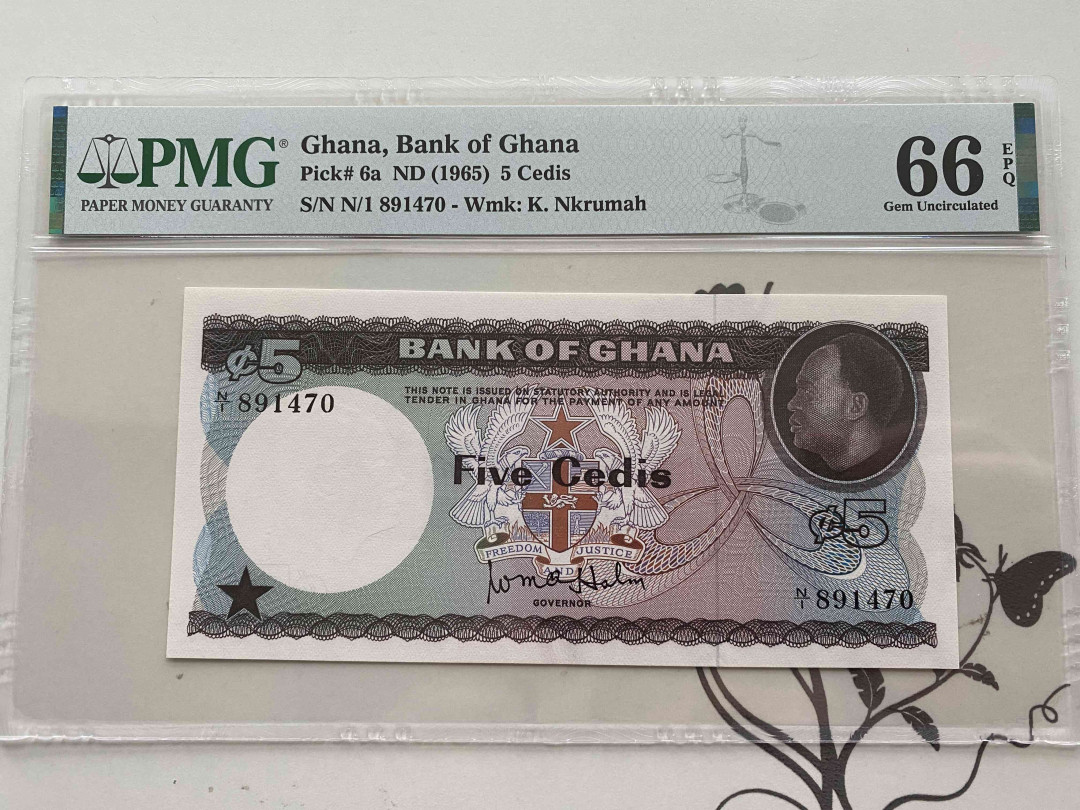 PMG®
PAPER MONEY GUARANTY
Ghana, Bank of Ghana
Pick# 6a ND (1965) 5 Cedis
S/N N/1 891470 - Wmk: K. Nkrumah
66 EPQ
Gem Uncirculated
₵5
BANK OF GHANA
THIS NOTE IS ISSUED ON STATUTORY AUTHORITY AND IS LEGAL
TENDER IN GHANA FOR THE PAYMENT OF ANY AMOUNT
N/1 891470
Five Cedis
₵5
FREEDOM AND JUSTICE
GOVERNOR
N/1 891470